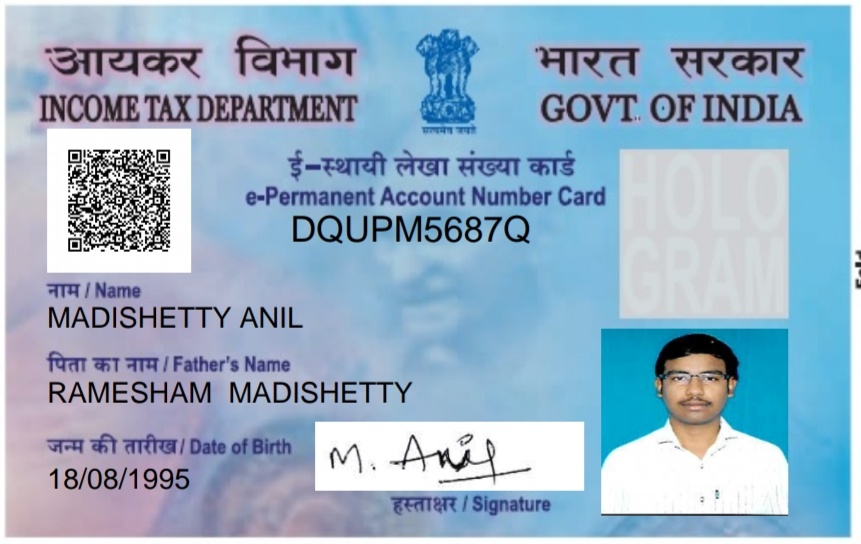 आयकर विभाग
INCOME TAX DEPARTMENT
सत्यमेव जयते
भारत सरकार
GOVT. OF INDIA
ई-स्थायी लेखा संख्या कार्ड
e-Permanent Account Number Card
DQUPM5687Q
HOLO
GRAM
नाम / Name
MADISHETTY ANIL
पिता का नाम / Father's Name
RAMESHAM MADISHETTY
जन्म की तारीख / Date of Birth
18/08/1995
M. Anil
हस्ताक्षर / Signature